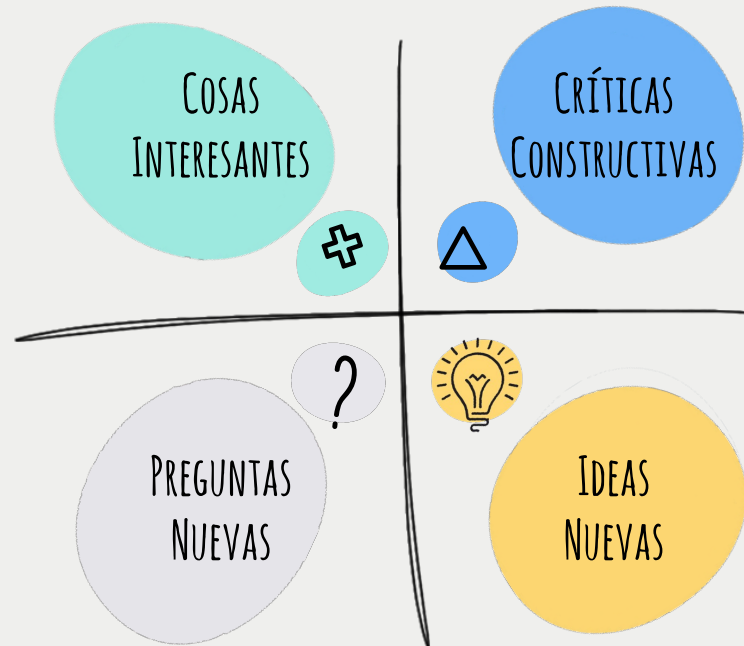 Cosas
Interesantes
Críticas
Constructivas
?
Preguntas
Nuevas
Ideas
Nuevas